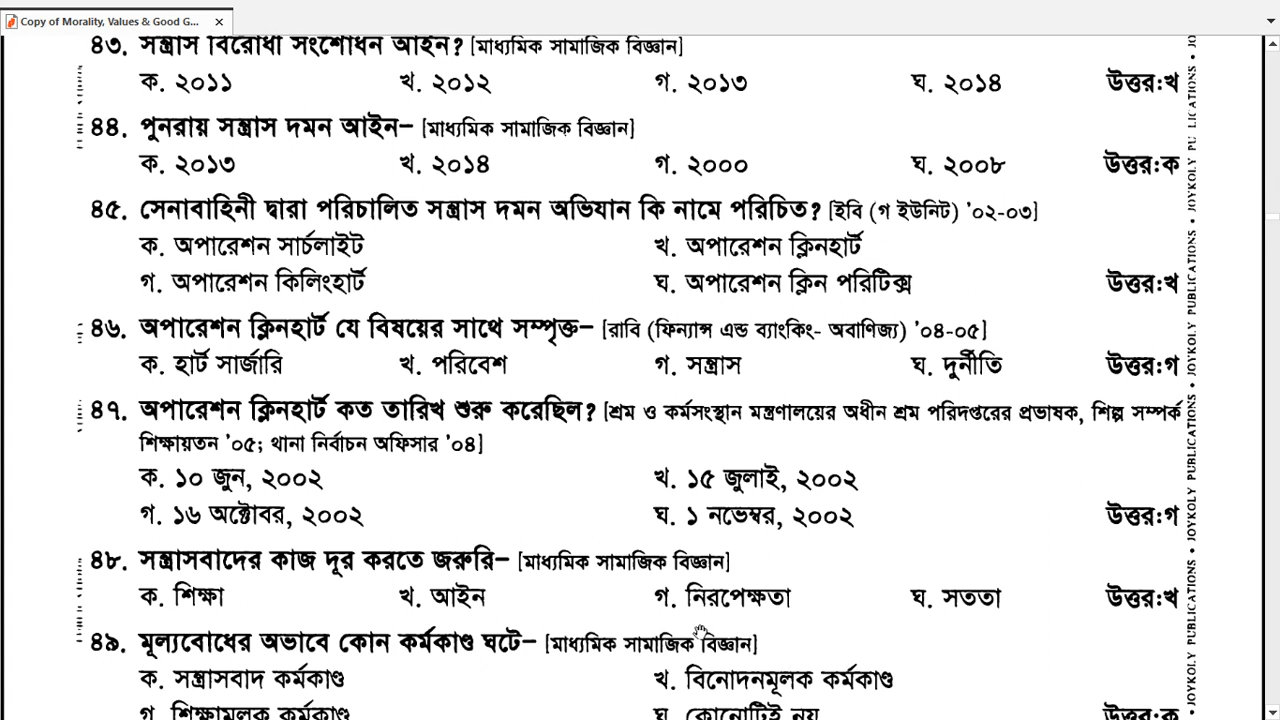 Copy of Morality, Values & Good G...
৪৩. সন্ত্রাস বিরোধী সংশোধন আইন? [মাধ্যমিক সামাজিক বিজ্ঞান]
ক. ২০১১ খ. ২০১২ গ. ২০১৩ ঘ. ২০১৪ উত্তর:খ
৪৪. পুনরায় সন্ত্রাস দমন আইন– [মাধ্যমিক সামাজিক বিজ্ঞান]
ক. ২০১৩ খ. ২০১৪ গ. ২০০০ ঘ. ২০০৮ উত্তর:ক
৪৫. সেনাবাহিনী দ্বারা পরিচালিত সন্ত্রাস দমন অভিযান কি নামে পরিচিত? [ইবি (গ ইউনিট) '০২-০৩]
ক. অপারেশন সার্চলাইট খ. অপারেশন ক্লিনহার্ট
গ. অপারেশন কিলিংহার্ট ঘ. অপারেশন ক্লিন পরিটিক্স উত্তর:খ
৪৬. অপারেশন ক্লিনহার্ট যে বিষয়ের সাথে সম্পৃক্ত– [রাবি (ফিন্যান্স এন্ড ব্যাংকিং- অবাণিজ্য) '০৪-০৫]
ক. হার্ট সার্জারি খ. পরিবেশ গ. সন্ত্রাস ঘ. দুর্নীতি উত্তর:গ
৪৭. অপারেশন ক্লিনহার্ট কত তারিখ শুরু করেছিল? [শ্রম ও কর্মসংস্থান মন্ত্রণালয়ের অধীন শ্রম পরিদপ্তরের প্রভাষক, শিল্প সম্পর্ক
শিক্ষায়তন '০৫; থানা নির্বাচন অফিসার '০৪]
ক. ১০ জুন, ২০০২ খ. ১৫ জুলাই, ২০০২
গ. ১৬ অক্টোবর, ২০০২ ঘ. ১ নভেম্বর, ২০০২ উত্তর:গ
৪৮. সন্ত্রাসবাদের কাজ দূর করতে জরুরি– [মাধ্যমিক সামাজিক বিজ্ঞান]
ক. শিক্ষা খ. আইন গ. নিরপেক্ষতা ঘ. সততা উত্তর:খ
৪৯. মূল্যবোধের অভাবে কোন কর্মকাণ্ড ঘটে– [মাধ্যমিক সামাজিক বিজ্ঞান]
ক. সন্ত্রাসবাদ কর্মকাণ্ড খ. বিনোদনমূলক কর্মকাণ্ড
গ. শিক্ষামূলক কর্মকাণ্ড ঘ. কোনোটিই নয় উত্তর:ক
JOYKOLY PUBLICATIONS • JOYKOLY PUBLICATIONS • JOYKOLY PUBLICATIONS •